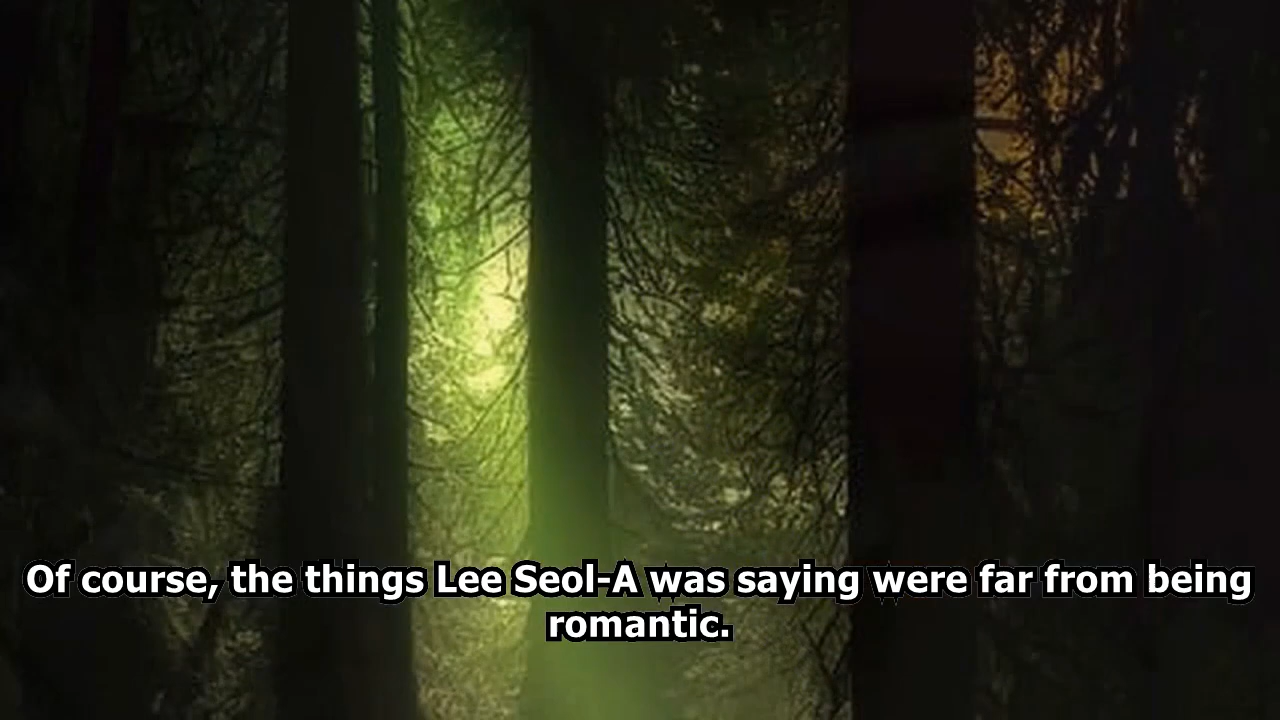 Of course, the things Lee Seol-A was saying were far from being
romantic.